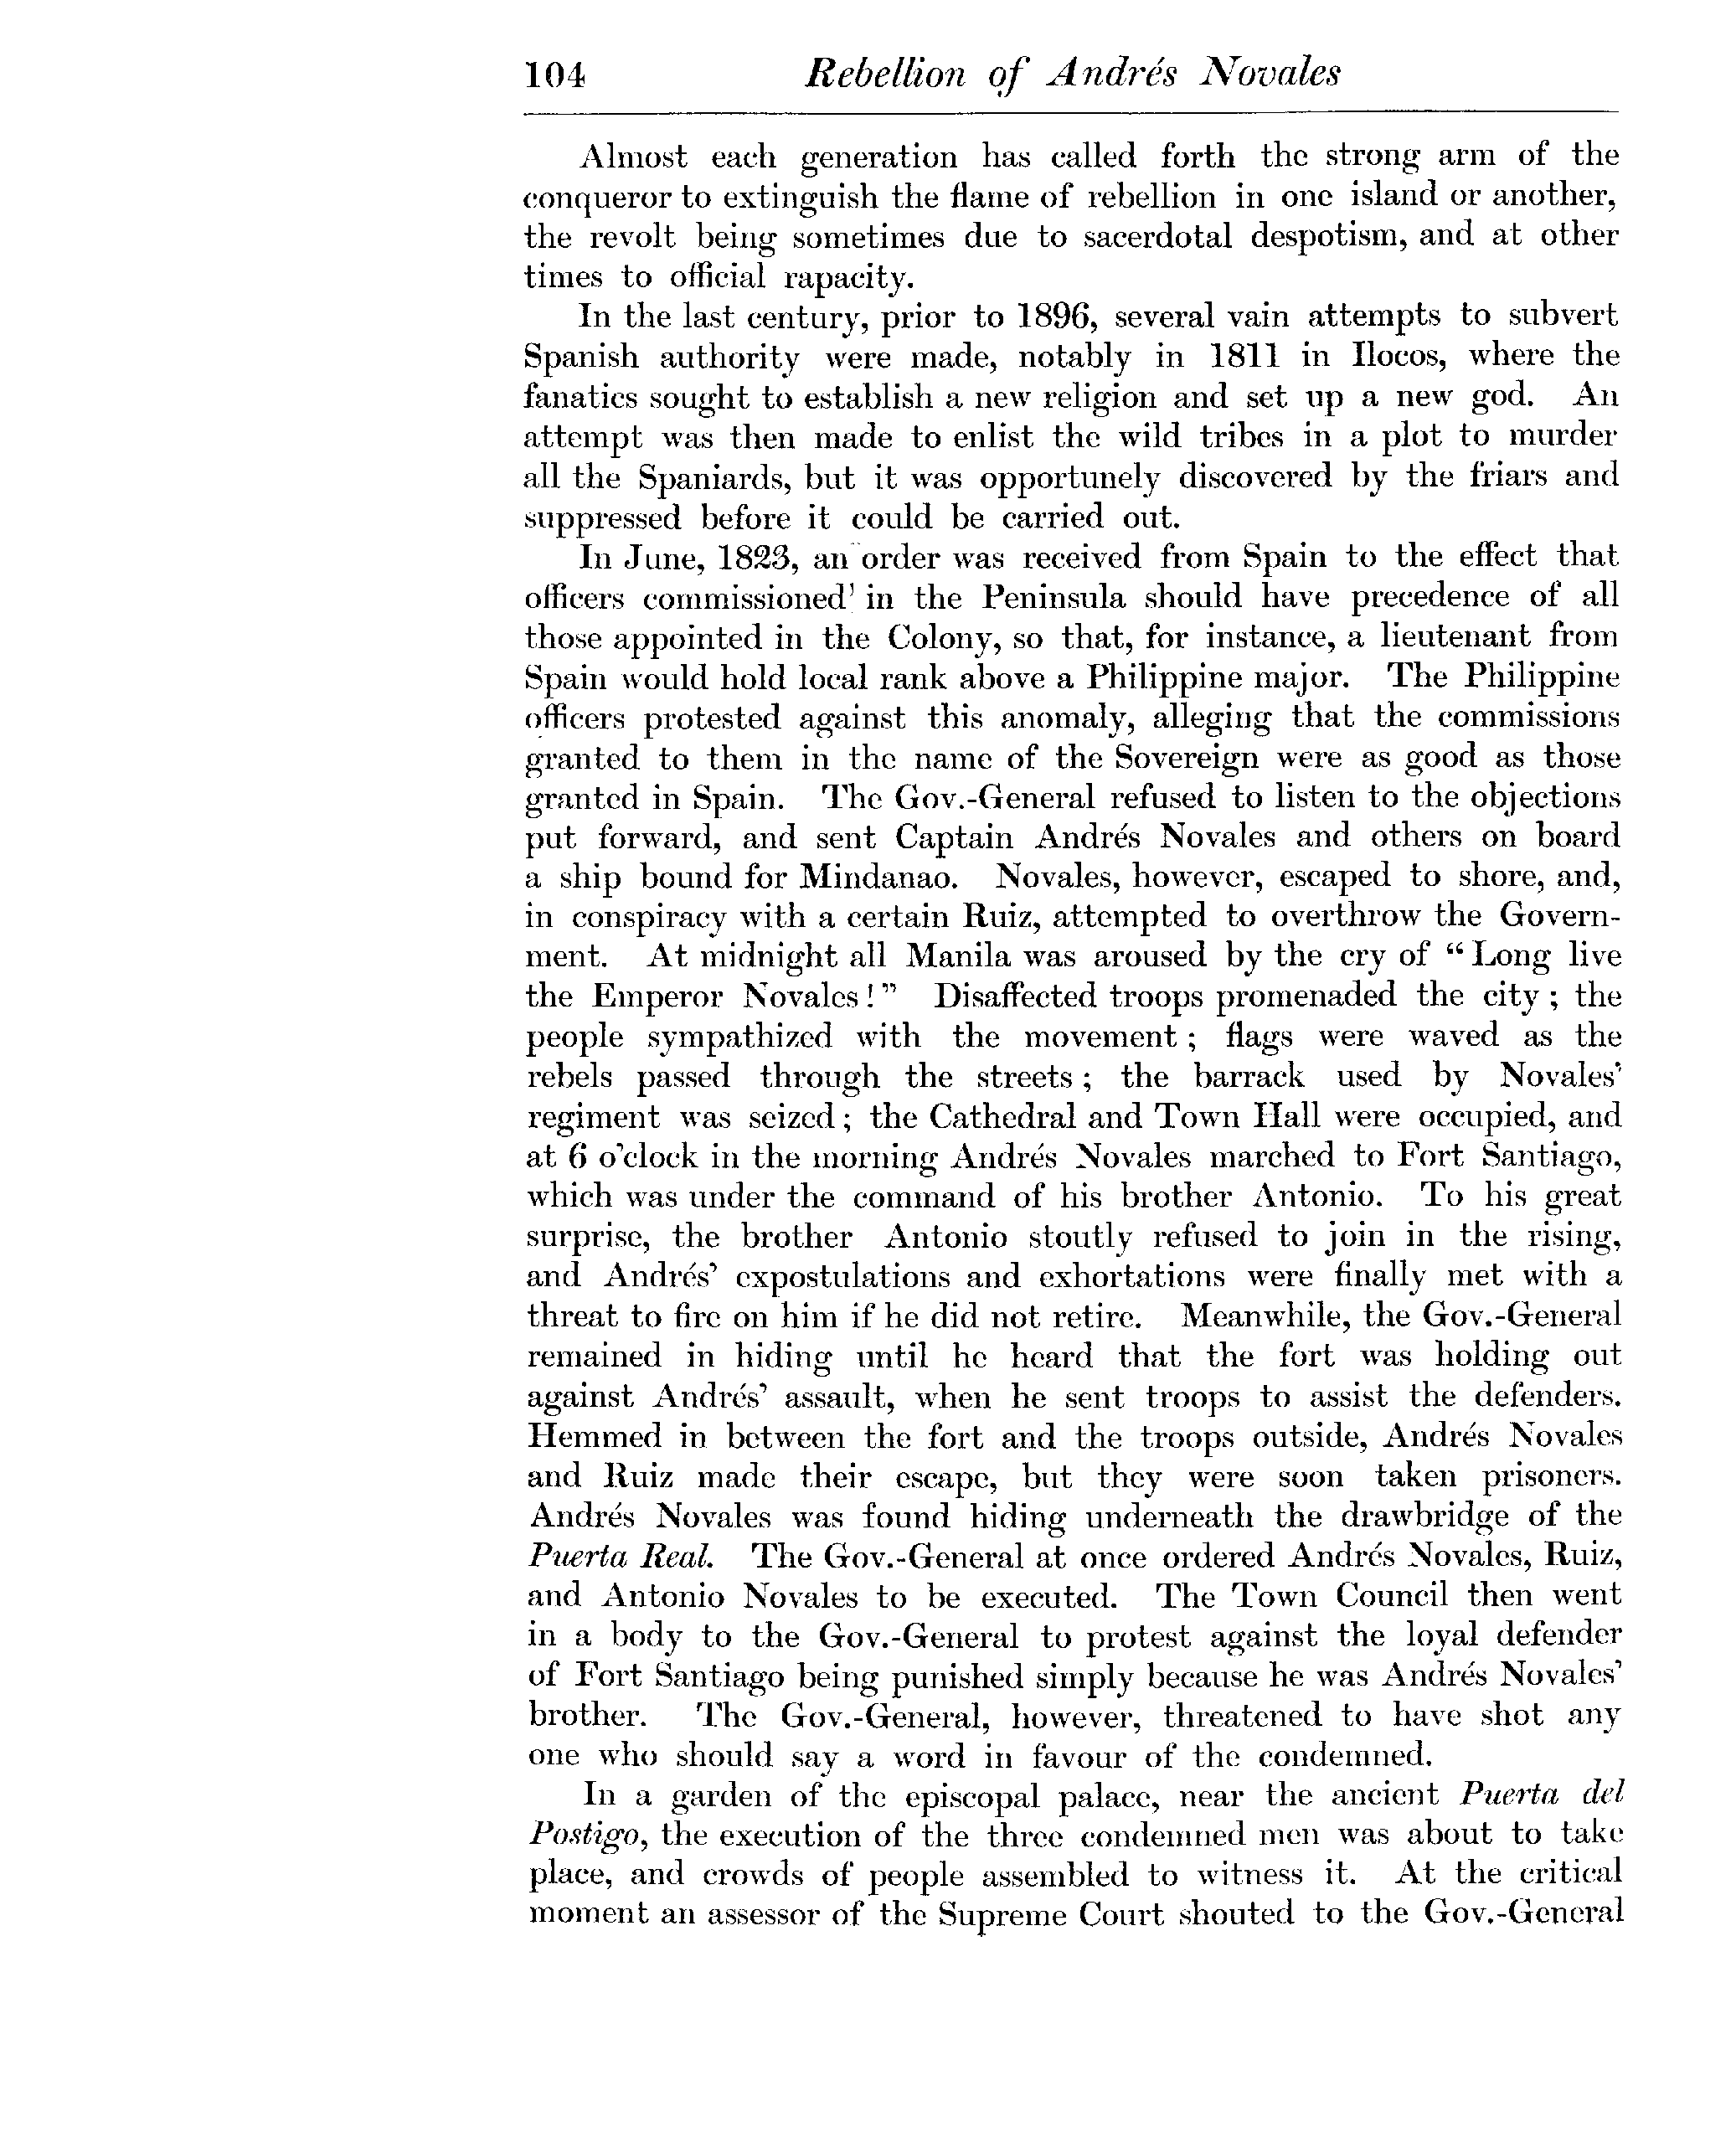 104 Rebellion of Andrés Novales
Almost each generation has called forth the strong arm of the
conqueror to extinguish the flame of rebellion in one island or another,
the revolt being sometimes due to sacerdotal despotism, and at other
times to official rapacity.
In the last century, prior to 1896, several vain attempts to subvert
Spanish authority were made, notably in 1811 in Ilocos, where the
fanatics sought to establish a new religion and set up a new god. An
attempt was then made to enlist the wild tribes in a plot to murder
all the Spaniards, but it was opportunely discovered by the friars and
suppressed before it could be carried out.
In June, 1823, an order was received from Spain to the effect that
officers commissioned in the Peninsula should have precedence of all
those appointed in the Colony, so that, for instance, a lieutenant from
Spain would hold local rank above a Philippine major. The Philippine
officers protested against this anomaly, alleging that the commissions
granted to them in the name of the Sovereign were as good as those
granted in Spain. The Gov.-General refused to listen to the objections
put forward, and sent Captain Andrés Novales and others on board
a ship bound for Mindanao. Novales, however, escaped to shore, and,
in conspiracy with a certain Ruiz, attempted to overthrow the Govern-
ment. At midnight all Manila was aroused by the cry of "Long live
the Emperor Novales!" Disaffected troops promenaded the city; the
people sympathized with the movement; flags were waved as the
rebels passed through the streets; the barrack used by Novales'
regiment was seized; the Cathedral and Town Hall were occupied, and
at 6 o'clock in the morning Andrés Novales marched to Fort Santiago,
which was under the command of his brother Antonio. To his great
surprise, the brother Antonio stoutly refused to join in the rising,
and Andrés' expostulations and exhortations were finally met with a
threat to fire on him if he did not retire. Meanwhile, the Gov.-General
remained in hiding until he heard that the fort was holding out
against Andrés' assault, when he sent troops to assist the defenders.
Hemmed in between the fort and the troops outside, Andrés Novales
and Ruiz made their escape, but they were soon taken prisoners.
Andrés Novales was found hiding underneath the drawbridge of the
Puerta Real. The Gov.-General at once ordered Andrés Novales, Ruiz,
and Antonio Novales to be executed. The Town Council then went
in a body to the Gov.-General to protest against the loyal defender
of Fort Santiago being punished simply because he was Andrés Novales'
brother. The Gov.-General, however, threatened to have shot any
one who should say a word in favour of the condemned.
In a garden of the episcopal palace, near the ancient Puerta del
Postigo, the execution of the three condemned men was about to take
place, and crowds of people assembled to witness it. At the critical
moment an assessor of the Supreme Court shouted to the Gov.-General